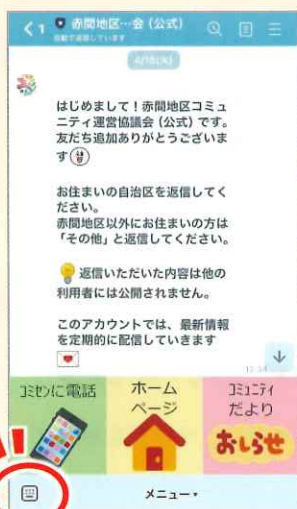 1 赤間地区…会（公式）
自動で返信しています
4/18(火)
はじめまして！赤間地区コミュ
ニティ運営協議会（公式）です。
友だち追加ありがとうございま
す
お住まいの自治区を返信してく
ださい。
赤間地区以外にお住まいの方は
「その他」と返信してください。
返信いただいた内容は他の
利用者には公開されません。
このアカウントでは、最新情報
を定期的に配信していきます
コミセンに電話
ホーム
ページ
コミュニティ
だより
おしらせ
メニュー▾